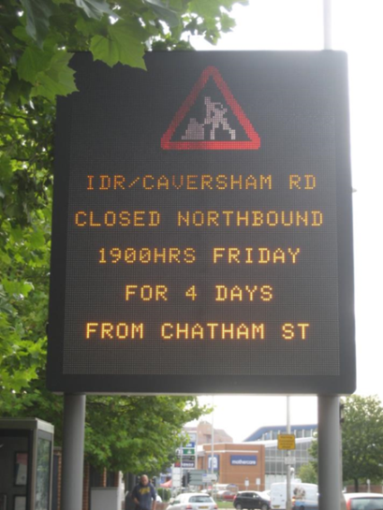 IDR/CAVERSHAM RD
CLOSED NORTHBOUND
1900HRS FRIDAY
FOR 4 DAYS
FROM CHATHAM ST